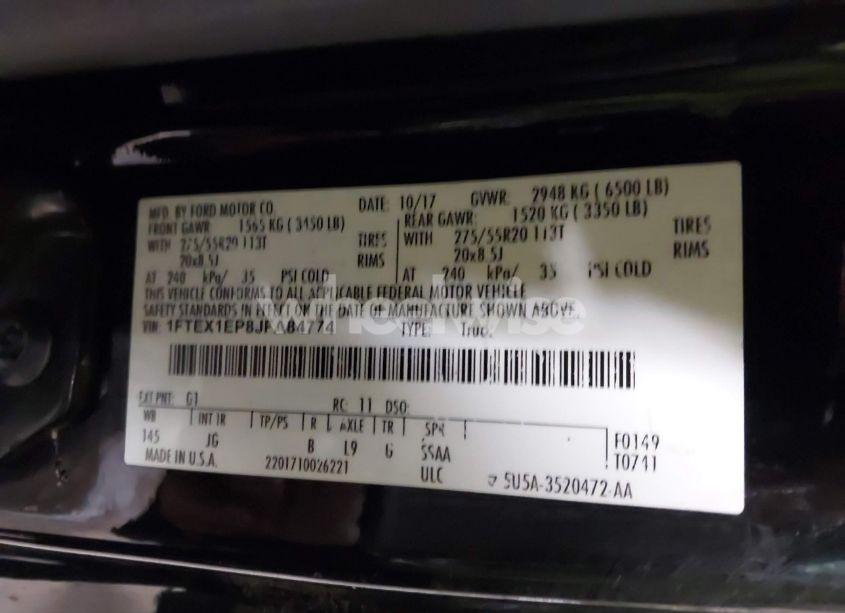 MFD. BY FORD MOTOR CO. DATE: 10/17 GVWR: 2948 KG ( 6500 LB)
FRONT GAWR: 1565 KG ( 3450 LB) REAR GAWR: 1520 KG ( 3350 LB)
WITH 275/55R20 113T TIRES WITH 275/55R20 113T TIRES
20x8.5J RIMS 20x8.5J RIMS
AT 240 kPa/ 35 PSI COLD AT 240 kPa/ 35 PSI COLD
THIS VEHICLE CONFORMS TO ALL APPLICABLE FEDERAL MOTOR VEHICLE
SAFETY STANDARDS IN EFFECT ON THE DATE OF MANUFACTURE SHOWN ABOVE.
VIN: TYPE: Truck
EXT PNT: G1 RC: 11 DSO:
WB INT TR TP/PS R AXLE TR SPR
145 JG B L9 G SSAA F0149
MADE IN U.S.A. 2201710026221 ULC T0741
5U5A-3520472-AA